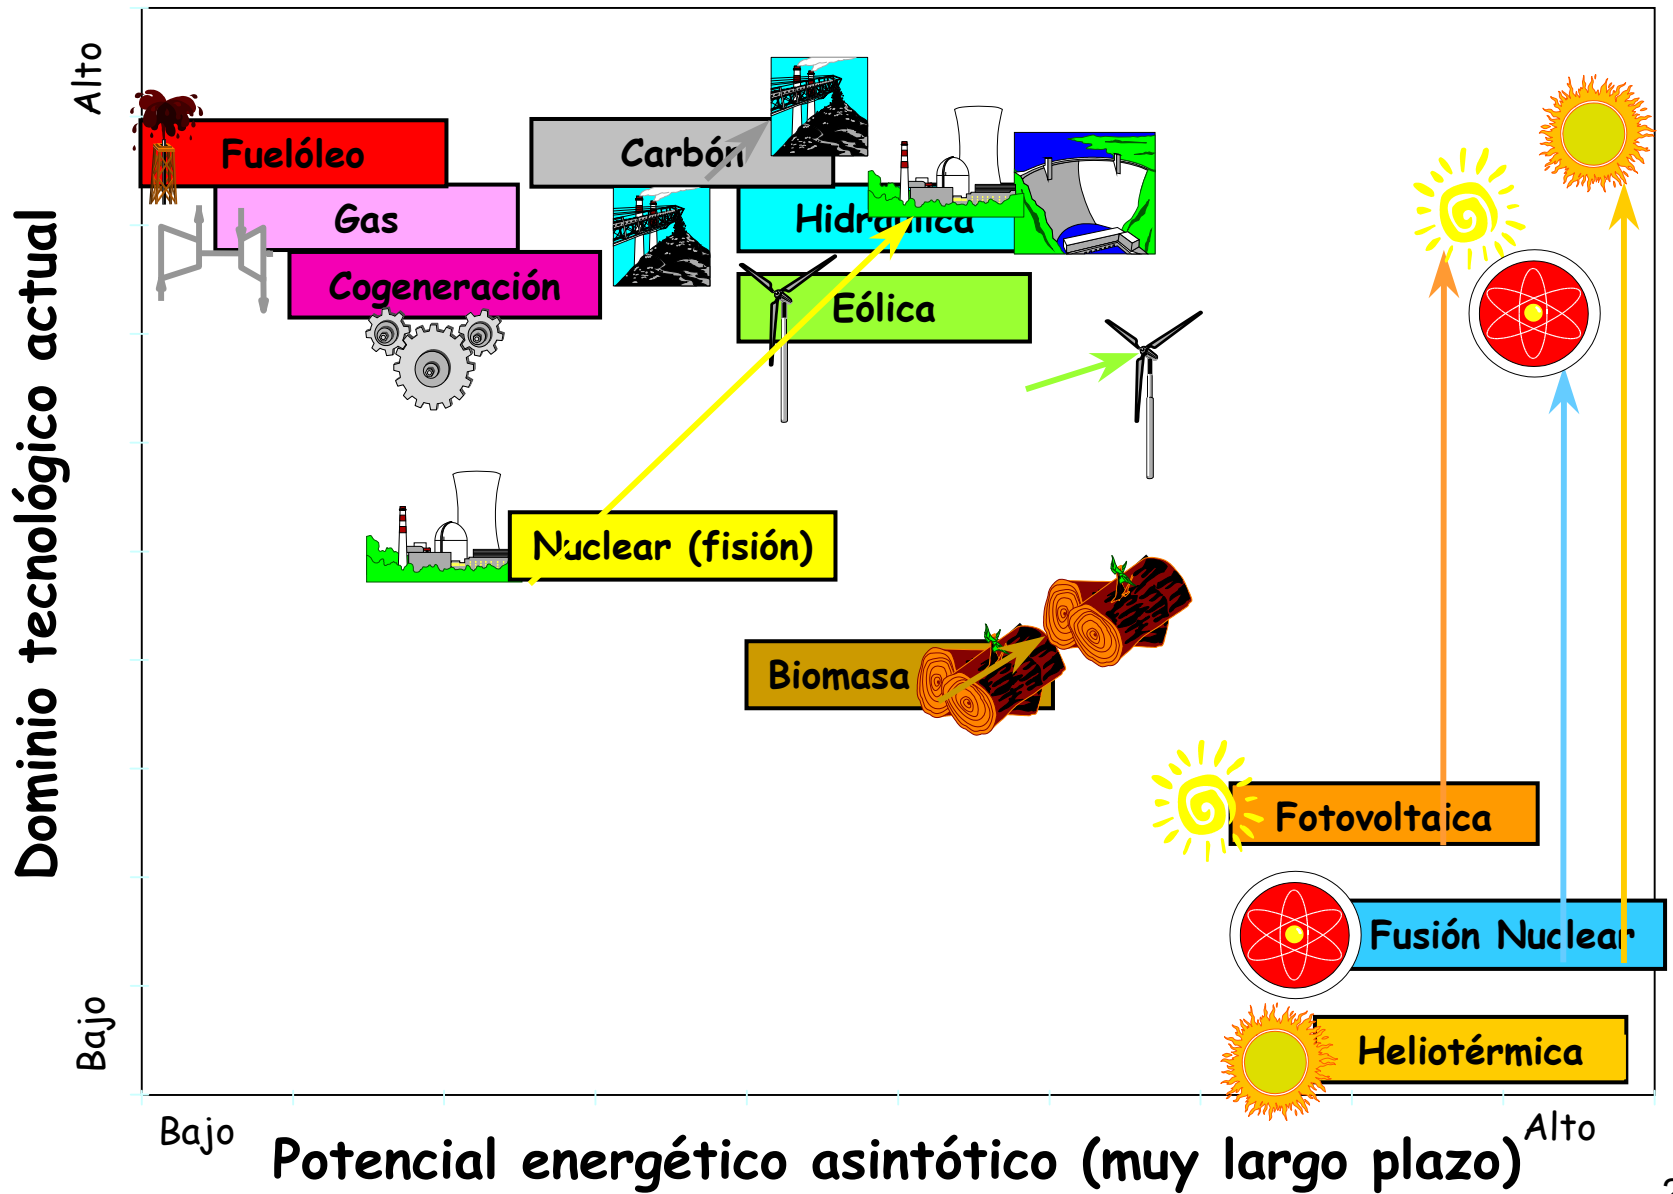 Alto
Fuelóleo
Carbón
Gas
Hidráulica
Cogeneración
Eólica
Dominio tecnológico actual
Nuclear (fisión)
Biomasa
Fotovoltaica
Fusión Nuclear
Bajo
Heliotérmica
Bajo
Alto
Potencial energético asintótico (muy largo plazo)